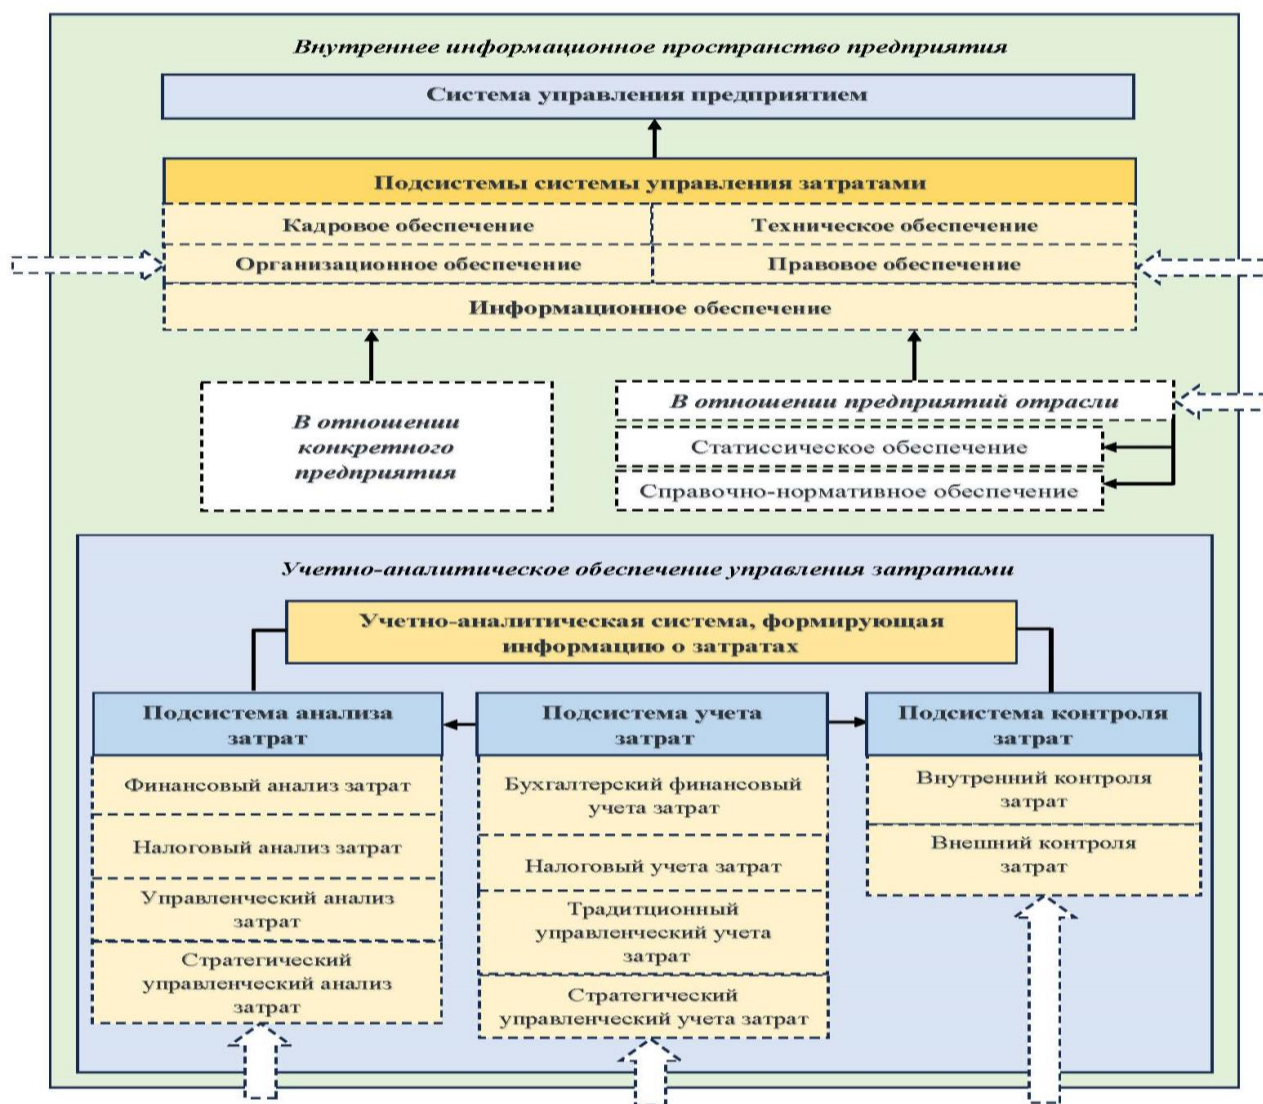 Внутреннее информационное пространство предприятия
Система управления предприятием
Подсистемы системы управления затратами
Кадровое обеспечение
Техническое обеспечение
Организационное обеспечение
Правовое обеспечение
Информационное обеспечение
В отношении
конкретного
предприятия
В отношении предприятий отрасли
Статиссическое обеспечение
Справочно-нормативное обеспечение
Учетно-аналитическое обеспечение управления затратами
Учетно-аналитическая система, формирующая
информацию о затратах
Подсистема анализа
затрат
Финансовый анализ затрат
Налоговый анализ затрат
Управленческий анализ
затрат
Стратегический
управленческий анализ
затрат
Подсистема учета
затрат
Бухгалтерский финансовый
учета затрат
Налоговый учета затрат
Традитционный
управленческий учета
затрат
Стратегический
управленческий учета затрат
Подсистема контроля
затрат
Внутренний контроля
затрат
Внешний контроля
затрат